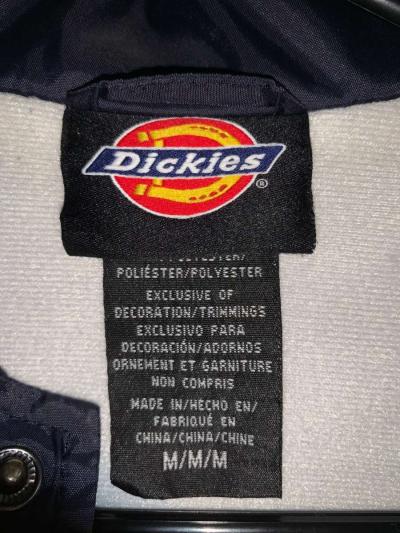 Dickies
®
POLIÉSTER/POLYESTER
EXCLUSIVE OF
DECORATION/TRIMMINGS
EXCLUSIVO PARA
DECORACIÓN/ADORNOS
ORNEMENT ET GARNITURE
NON COMPRIS
MADE IN/HECHO EN/
FABRIQUÉ EN
CHINA/CHINA/CHINE
M/M/M